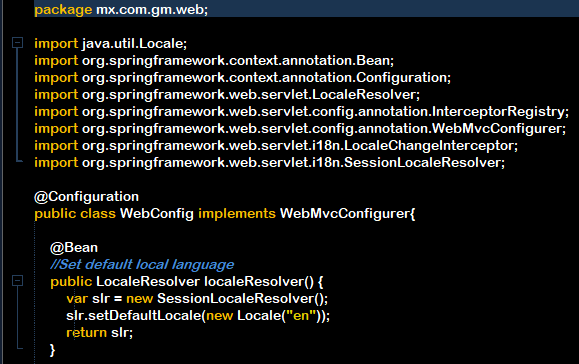 package mx.com.gm.web;
import java.util.Locale;
import org.springframework.context.annotation.Bean;
import org.springframework.context.annotation.Configuration;
import org.springframework.web.servlet.LocaleResolver;
import org.springframework.web.servlet.config.annotation.InterceptorRegistry;
import org.springframework.web.servlet.config.annotation.WebMvcConfigurer;
import org.springframework.web.servlet.i18n.LocaleChangeInterceptor;
import org.springframework.web.servlet.i18n.SessionLocaleResolver;
@Configuration
public class WebConfig implements WebMvcConfigurer{
@Bean
//Set default local language
public LocaleResolver localeResolver() {
var slr = new SessionLocaleResolver();
slr.setDefaultLocale(new Locale("en"));
return slr;
}